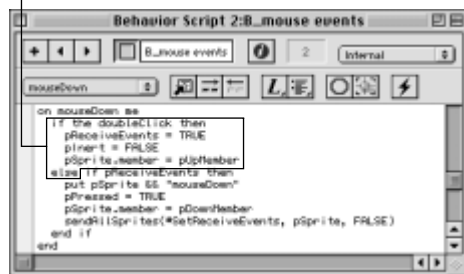 Behavior Script 2:B_mouse events
B_mouse events
2
Internal
mouseDown
L
on mouseDown me
if the doubleClick then
pReceiveEvents = TRUE
pInert = FALSE
pSprite.member = pUpMember
else if pReceiveEvents then
put pSprite && "mouseDown"
pPressed = TRUE
pSprite.member = pDownMember
sendAllSprites(#SetReceiveEvents, pSprite, FALSE)
end if
end